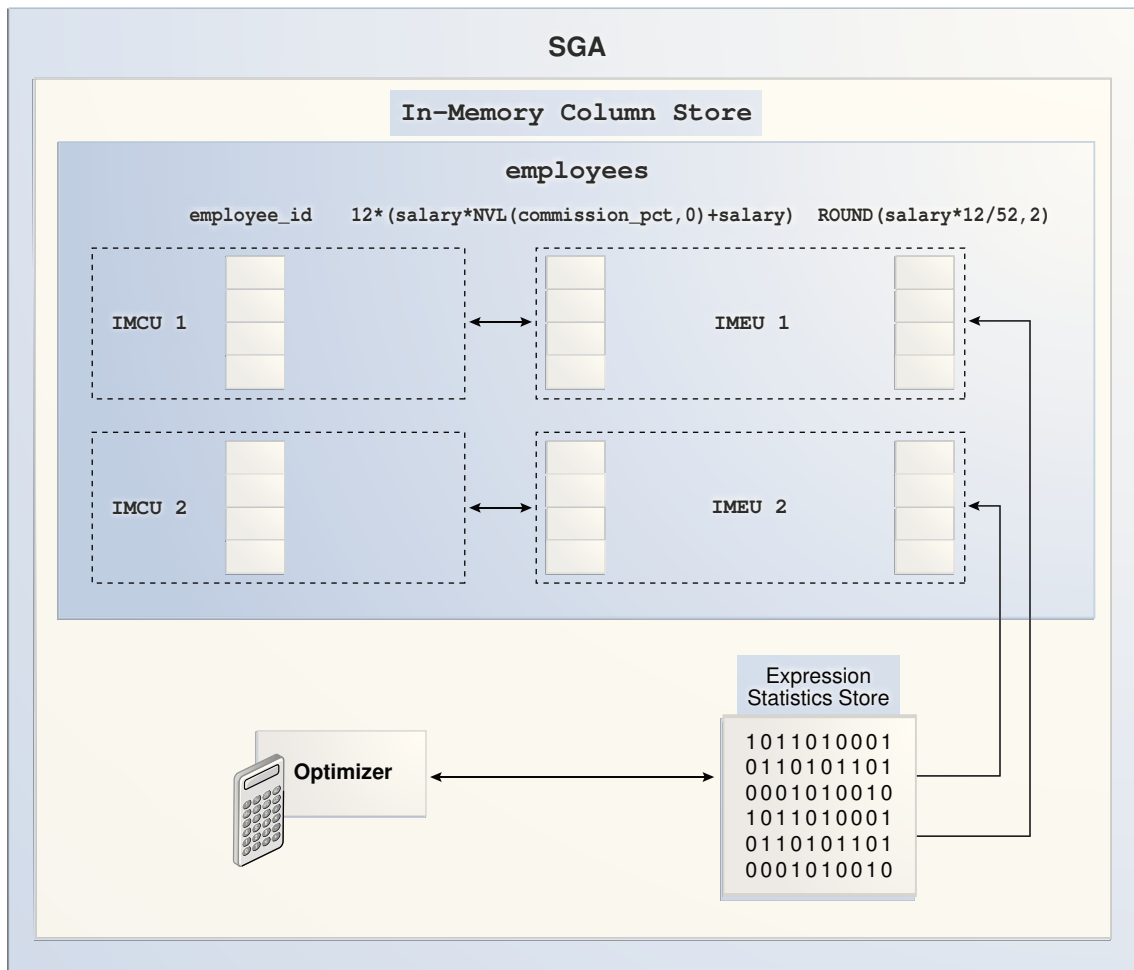 SGA
In-Memory Column Store
employees
employee_id 12*(salary*NVL(commission_pct,0)+salary) ROUND(salary*12/52,2)
IMCU 1 IMEU 1
IMCU 2 IMEU 2
Expression
Statistics Store
1011010001
0110101101
0001010010
1011010001
0110101101
0001010010
Optimizer